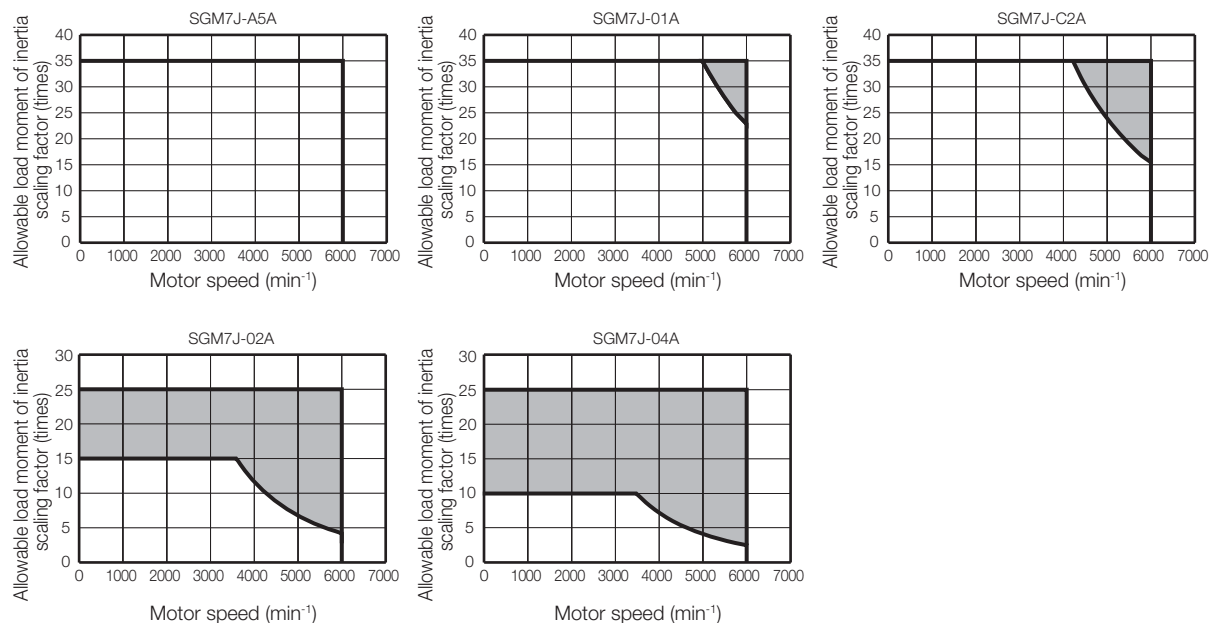 SGM7J-A5A
Allowable load moment of inertia
scaling factor (times)
40
35
30
25
20
15
10
5
0
0 1000 2000 3000 4000 5000 6000 7000
Motor speed (min-1)
SGM7J-01A
Allowable load moment of inertia
scaling factor (times)
40
35
30
25
20
15
10
5
0
0 1000 2000 3000 4000 5000 6000 7000
Motor speed (min-1)
SGM7J-C2A
Allowable load moment of inertia
scaling factor (times)
40
35
30
25
20
15
10
5
0
0 1000 2000 3000 4000 5000 6000 7000
Motor speed (min-1)
SGM7J-02A
Allowable load moment of inertia
scaling factor (times)
30
25
20
15
10
5
0
0 1000 2000 3000 4000 5000 6000 7000
Motor speed (min-1)
SGM7J-04A
Allowable load moment of inertia
scaling factor (times)
30
25
20
15
10
5
0
0 1000 2000 3000 4000 5000 6000 7000
Motor speed (min-1)